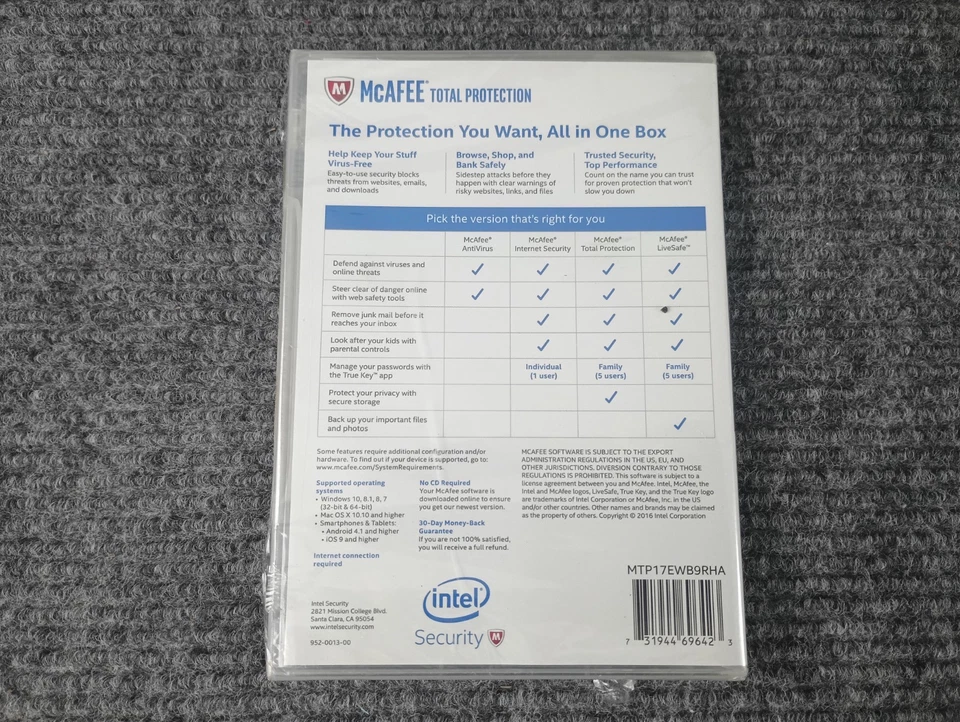 McAFEE® TOTAL PROTECTION
The Protection You Want, All in One Box
Help Keep Your Stuff
Virus-Free
Easy-to-use security blocks
threats from websites, emails,
and downloads
Browse, Shop, and
Bank Safely
Sidestep attacks before they
happen with clear warnings of
risky websites, links, and files
Trusted Security,
Top Performance
Count on the name you can trust
for proven protection that won't
slow you down
Pick the version that's right for you
McAfee® AntiVirus
McAfee® Internet Security
McAfee® Total Protection
McAfee® LiveSafe™
Defend against viruses and
online threats
✓ ✓ ✓ ✓
Steer clear of danger online
with web safety tools
✓ ✓ ✓ ✓
Remove junk mail before it
reaches your inbox
✓ ✓ ✓
Look after your kids with
parental controls
✓ ✓ ✓
Manage your passwords with
the True Key™ app
Individual
(1 user)
Family
(5 users)
Family
(5 users)
Protect your privacy with
secure storage
✓
Back up your important files
and photos
✓
Some features require additional configuration and/or
hardware. To find out if your device is supported, go to:
www.mcafee.com/SystemRequirements.
Supported operating
systems
• Windows 10, 8.1, 8, 7
(32-bit & 64-bit)
• Mac OS X 10.10 and higher
• Smartphones & Tablets:
• Android 4.1 and higher
• iOS 9 and higher
Internet connection
required
No CD Required
Your McAfee software is
downloaded online to ensure
you get our newest version.
30-Day Money-Back
Guarantee
If you are not 100% satisfied,
you will receive a full refund.
MCAFEE SOFTWARE IS SUBJECT TO THE EXPORT
ADMINISTRATION REGULATIONS IN THE US, EU, AND
OTHER JURISDICTIONS. DIVERSION CONTRARY TO THOSE
REGULATIONS IS PROHIBITED. This software is subject to a
license agreement between you and McAfee. Intel, McAfee, the
Intel and McAfee logos, LiveSafe, True Key, and the True Key logo
are trademarks of Intel Corporation or McAfee, Inc. in the US
and/or other countries. Other names and brands may be claimed
as the property of others. Copyright © 2016 Intel Corporation
Intel Security
2821 Mission College Blvd.
Santa Clara, CA 95054
www.intelsecurity.com
952-0013-00
intel®
Security
MTP17EWB9RHA
7 31944 69642 3